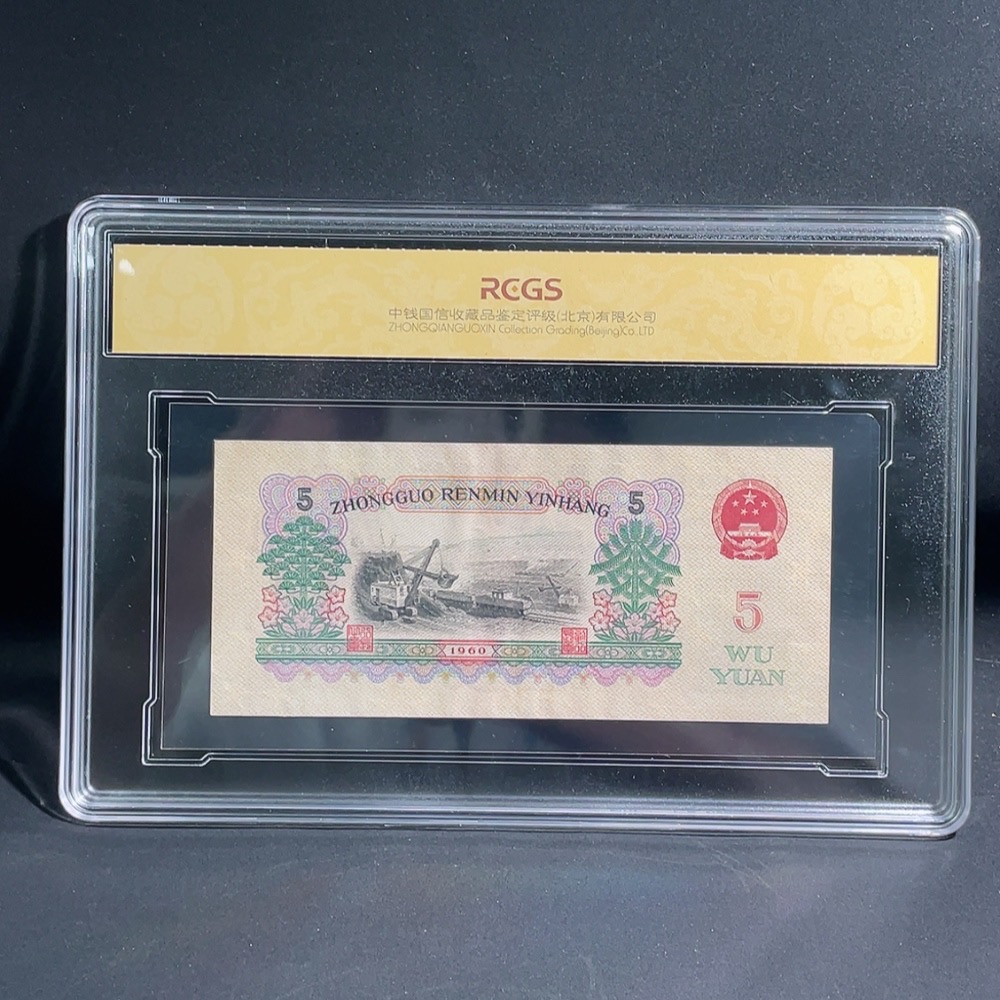 RCGS
中钱国信收藏品鉴定评级(北京)有限公司
ZHONGQIANGUOXIN Collection Grading(Beijing)Co.,LTD
5 ZHONGGUO RENMIN YINHANG 5
5
1960
WU
YUAN